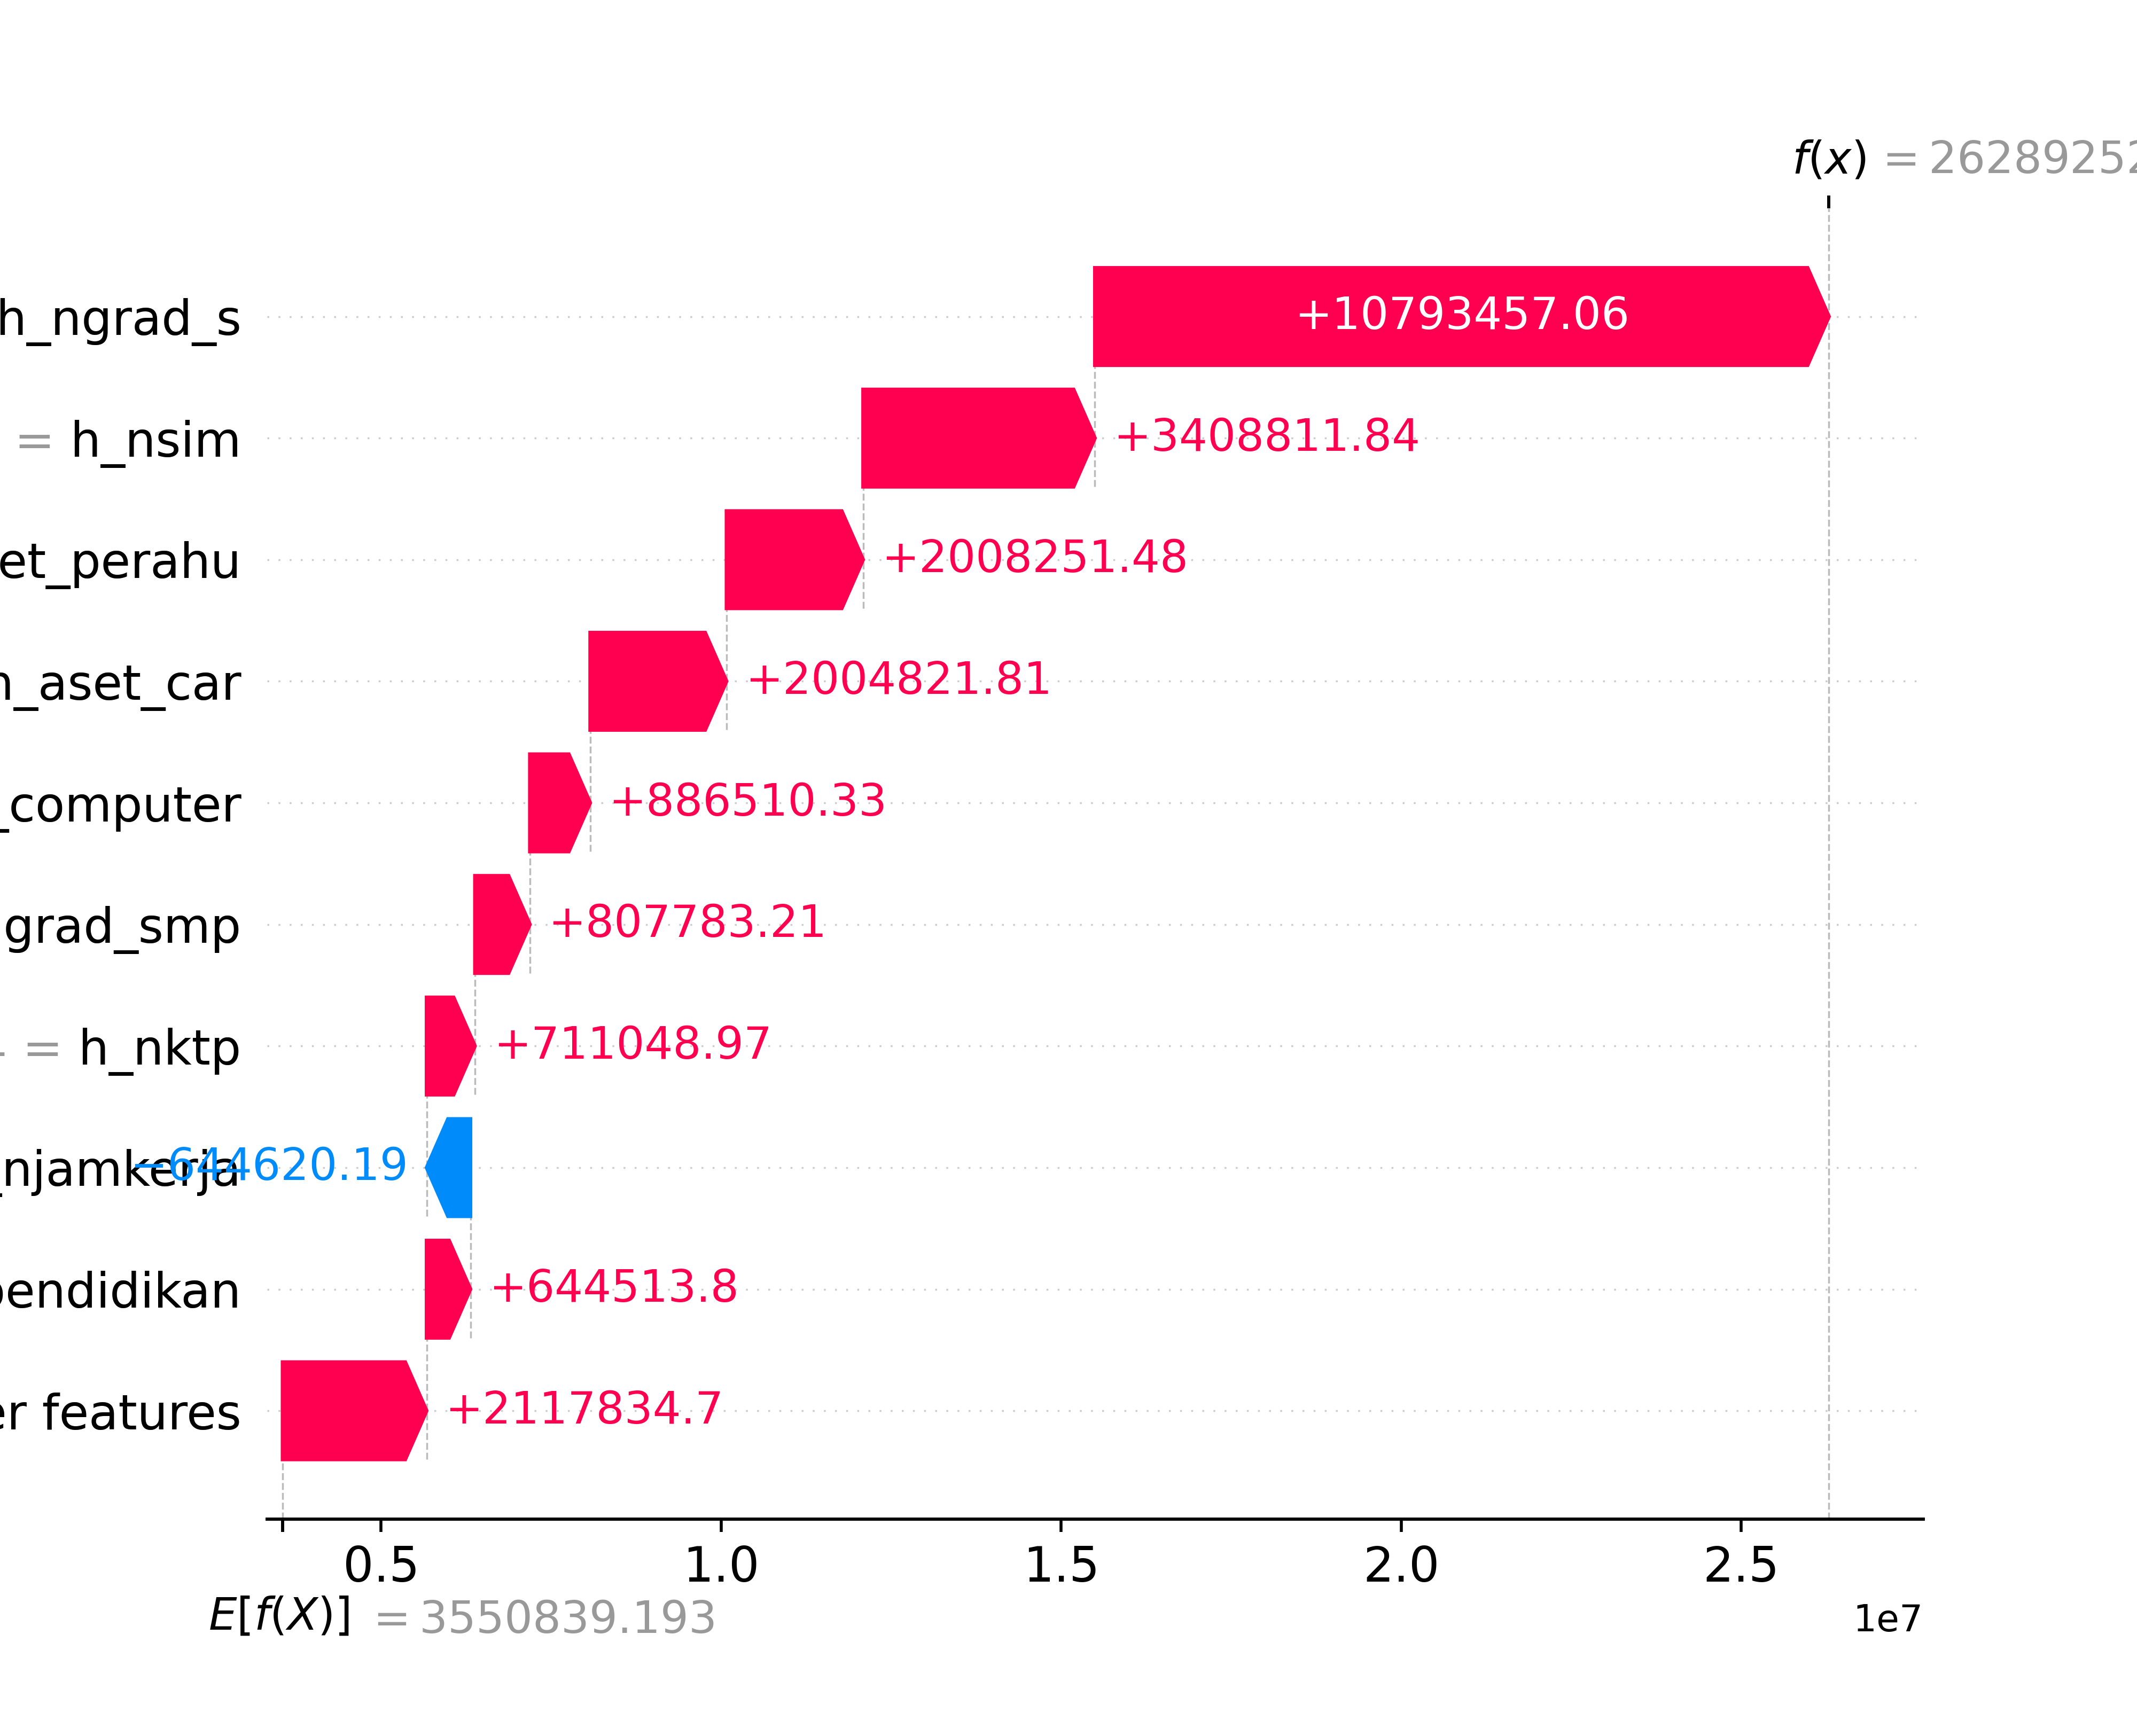 f(x) = 2628925
h_ngrad_s
+10793457.06
= h_nsim
+3408811.84
et_perahu
+2008251.48
_aset_car
+2004821.81
_computer
+886510.33
grad_smp
+807783.21
= h_nktp
+711048.97
_njamkerja
−644620.19
pendidikan
+644513.8
er features
+2117834.7
0.5 1.0 1.5 2.0 2.5
E[f(X)] = 3550839.193
1e7